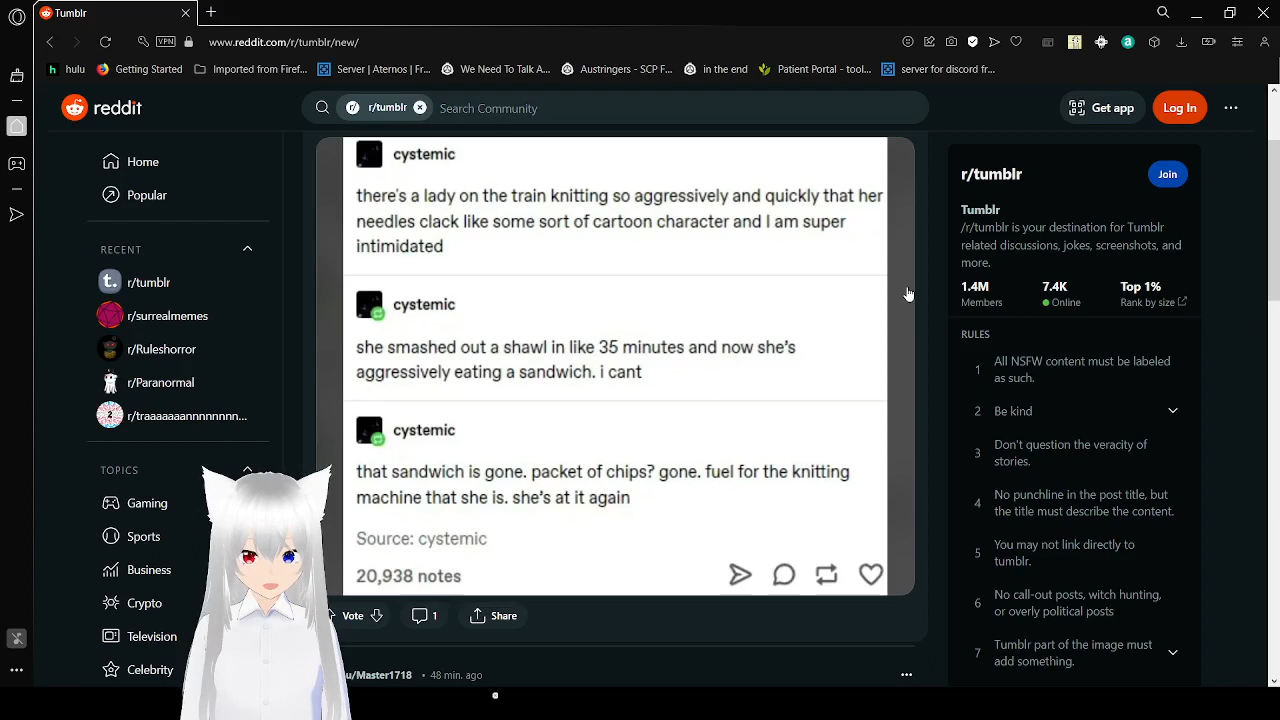 Tumblr
VPN
www.reddit.com/r/tumblr/new/
hulu
Getting Started
Imported from Firef...
Server | Aternos | Fr...
We Need To Talk A...
Austringers - SCP F...
in the end
Patient Portal - tool...
server for discord fr...
reddit
r/tumblr
Search Community
Get app
Log In
Home
Popular
RECENT
r/tumblr
r/surrealmemes
r/Ruleshorror
r/Paranormal
r/traaaaaaannnnnnnn...
TOPICS
Gaming
Sports
Business
Crypto
Television
Celebrity
cystemic
there's a lady on the train knitting so aggressively and quickly that her
needles clack like some sort of cartoon character and I am super
intimidated
cystemic
she smashed out a shawl in like 35 minutes and now she's
aggressively eating a sandwich. i cant
cystemic
that sandwich is gone. packet of chips? gone. fuel for the knitting
machine that she is. she's at it again
Source: cystemic
20,938 notes
Vote
1
Share
u/Master1718 • 48 min. ago
r/tumblr
Join
Tumblr
/r/tumblr is your destination for Tumblr
related discussions, jokes, screenshots, and
more.
1.4M
Members
7.4K
Online
Top 1%
Rank by size
RULES
1 All NSFW content must be labeled
as such.
2 Be kind
3 Don't question the veracity of
stories.
4 No punchline in the post title, but
the title must describe the content.
5 You may not link directly to
tumblr.
6 No call-out posts, witch hunting,
or overly political posts
7 Tumblr part of the image must
add something.